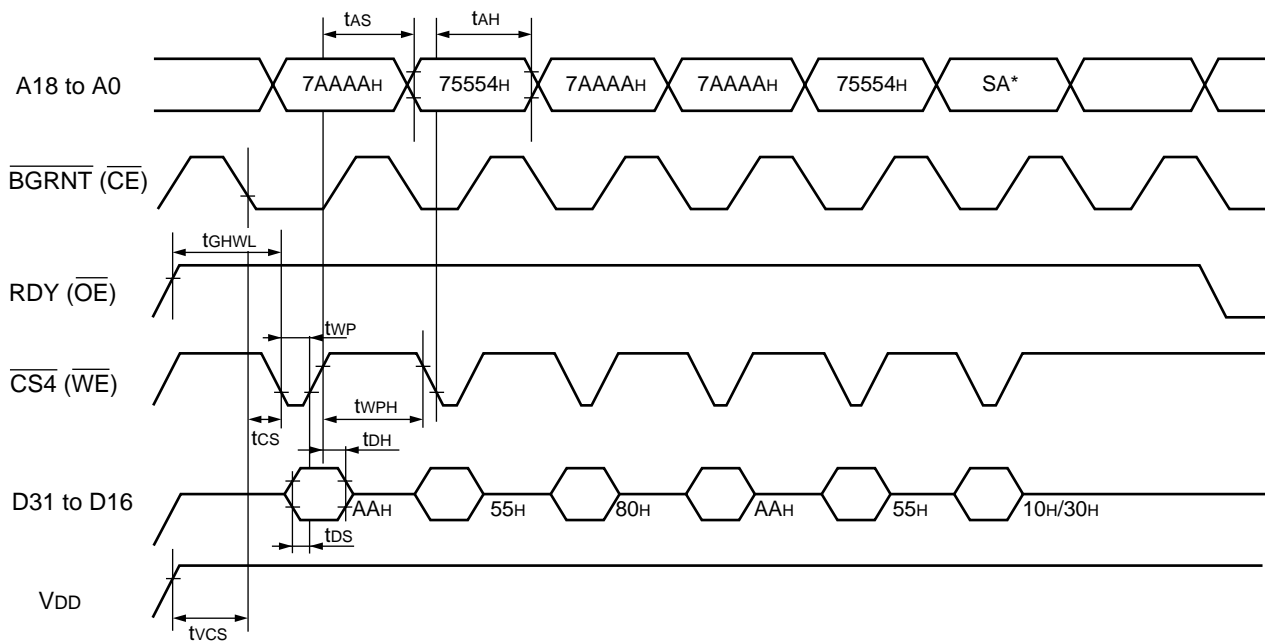 tAS tAH
A18 to A0 7AAAAH 75554H 7AAAAH 7AAAAH 75554H SA*
BGRNT (CE)
tGHWL
RDY (OE)
tWP
CS4 (WE)
tWPH
tCS tDH
D31 to D16 AAH 55H 80H AAH 55H 10H/30H
tDS
VDD
tVCS